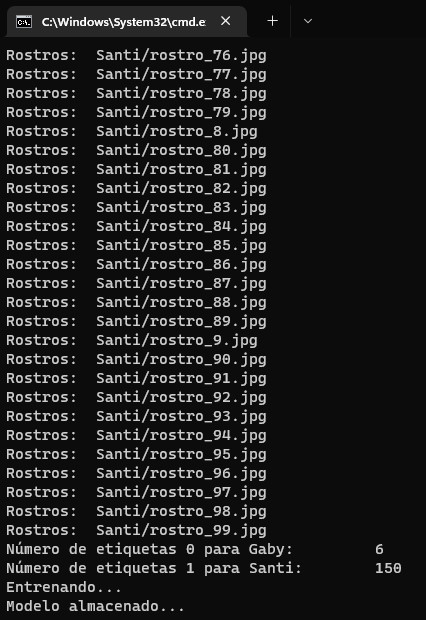 C:\Windows\System32\cmd.e
Rostros:  Santi/rostro_76.jpg
Rostros:  Santi/rostro_77.jpg
Rostros:  Santi/rostro_78.jpg
Rostros:  Santi/rostro_79.jpg
Rostros:  Santi/rostro_8.jpg
Rostros:  Santi/rostro_80.jpg
Rostros:  Santi/rostro_81.jpg
Rostros:  Santi/rostro_82.jpg
Rostros:  Santi/rostro_83.jpg
Rostros:  Santi/rostro_84.jpg
Rostros:  Santi/rostro_85.jpg
Rostros:  Santi/rostro_86.jpg
Rostros:  Santi/rostro_87.jpg
Rostros:  Santi/rostro_88.jpg
Rostros:  Santi/rostro_89.jpg
Rostros:  Santi/rostro_9.jpg
Rostros:  Santi/rostro_90.jpg
Rostros:  Santi/rostro_91.jpg
Rostros:  Santi/rostro_92.jpg
Rostros:  Santi/rostro_93.jpg
Rostros:  Santi/rostro_94.jpg
Rostros:  Santi/rostro_95.jpg
Rostros:  Santi/rostro_96.jpg
Rostros:  Santi/rostro_97.jpg
Rostros:  Santi/rostro_98.jpg
Rostros:  Santi/rostro_99.jpg
Número de etiquetas 0 para Gaby:         6
Número de etiquetas 1 para Santi:        150
Entrenando...
Modelo almacenado...